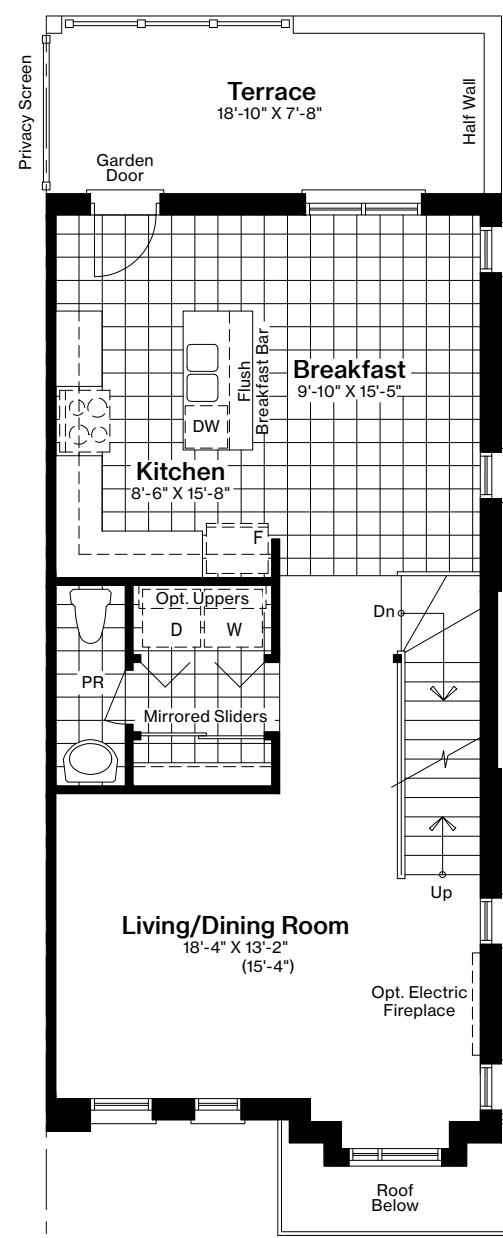 Privacy Screen
Terrace
18'-10" X 7'-8"
Half Wall
Garden
Door
Flush
Breakfast Bar
Breakfast
9'-10" X 15'-5"
DW
Kitchen
8'-6" X 15'-8"
F
Opt. Uppers
D
W
Dn
PR
Mirrored Sliders
Up
Living/Dining Room
18'-4" X 13'-2"
(15'-4")
Opt. Electric
Fireplace
Roof
Below